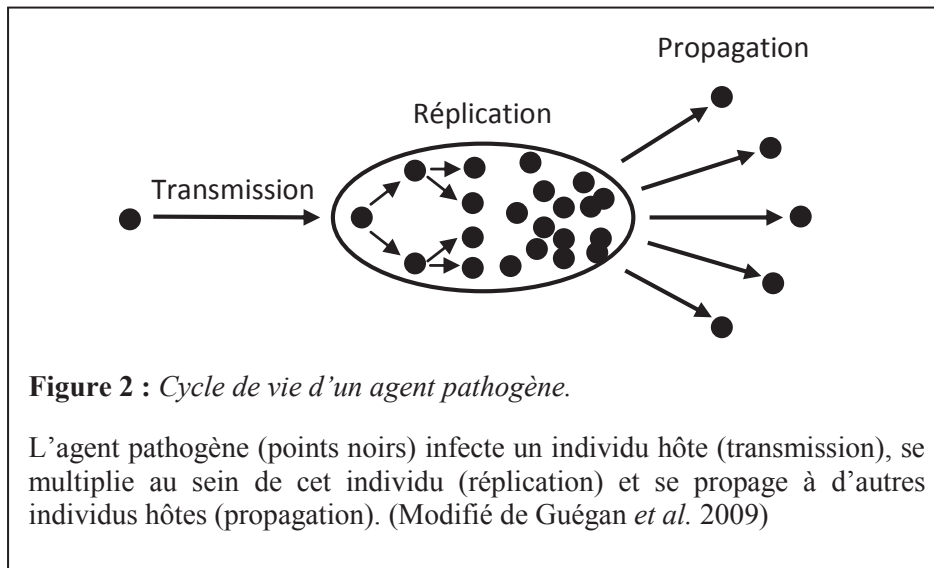 Propagation
Réplication
Transmission
Figure 2 : Cycle de vie d'un agent pathogène.
L'agent pathogène (points noirs) infecte un individu hôte (transmission), se
multiplie au sein de cet individu (réplication) et se propage à d'autres
individus hôtes (propagation). (Modifié de Guégan et al. 2009)